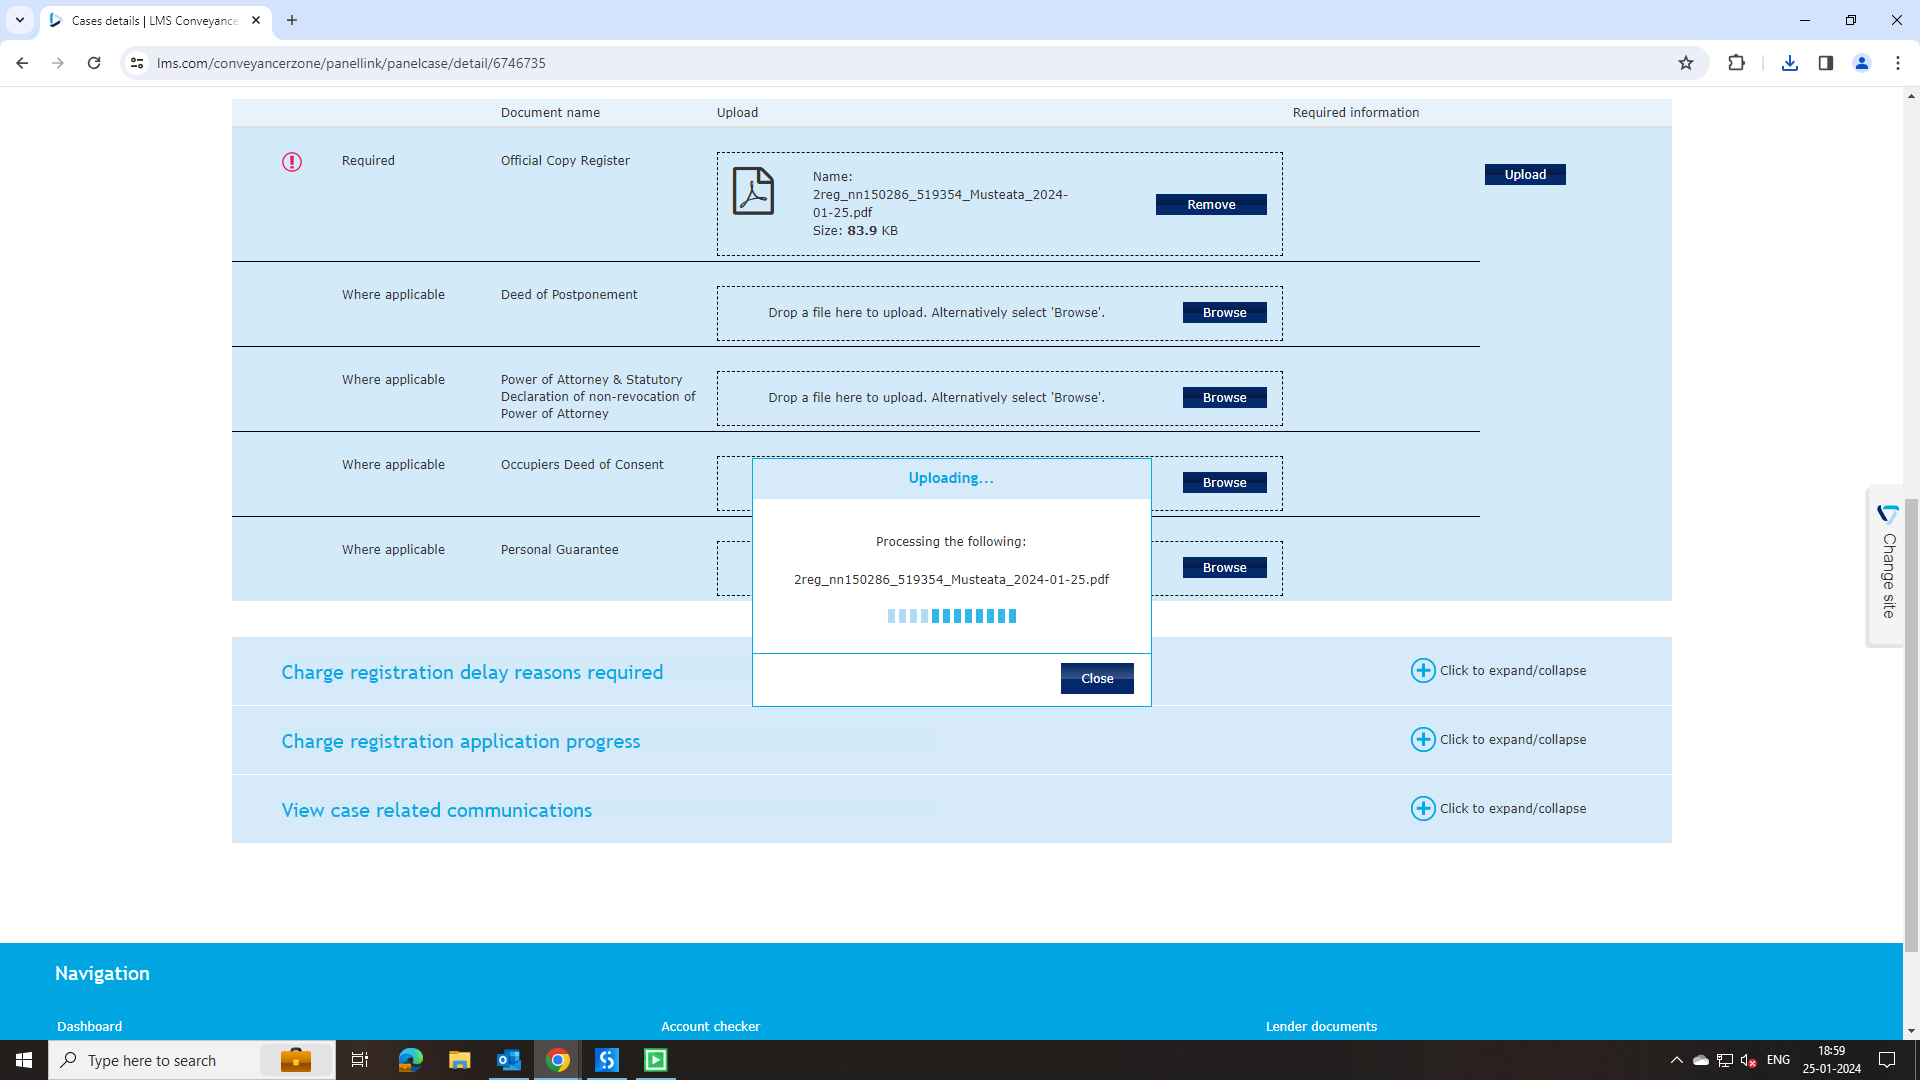 Cases details | LMS Conveyance
lms.com/conveyancerzone/panellink/panelcase/detail/6746735
Document name
Upload
Required information
Required
Official Copy Register
Name:
2reg_nn150286_519354_Musteata_2024-
01-25.pdf
Size: 83.9 KB
Remove
Upload
Where applicable
Deed of Postponement
Drop a file here to upload. Alternatively select 'Browse'.
Browse
Where applicable
Power of Attorney & Statutory
Declaration of non-revocation of
Power of Attorney
Drop a file here to upload. Alternatively select 'Browse'.
Browse
Where applicable
Occupiers Deed of Consent
Browse
Where applicable
Personal Guarantee
Browse
Uploading...
Processing the following:
2reg_nn150286_519354_Musteata_2024-01-25.pdf
Close
Change site
Charge registration delay reasons required
Click to expand/collapse
Charge registration application progress
Click to expand/collapse
View case related communications
Click to expand/collapse
Navigation
Dashboard
Account checker
Lender documents
Type here to search
ENG
18:59
25-01-2024